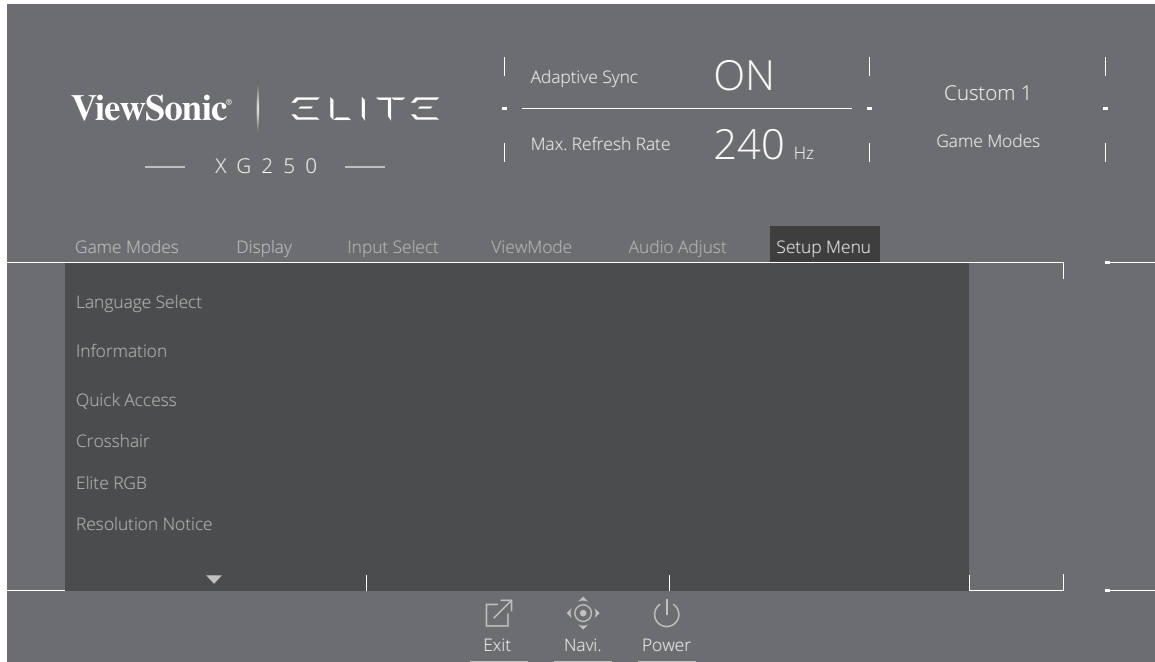 ViewSonic® ELITE
XG250
Adaptive Sync ON
Max. Refresh Rate 240 Hz
Custom 1
Game Modes
Game Modes Display Input Select ViewMode Audio Adjust Setup Menu
Language Select
Information
Quick Access
Crosshair
Elite RGB
Resolution Notice
Exit Navi. Power